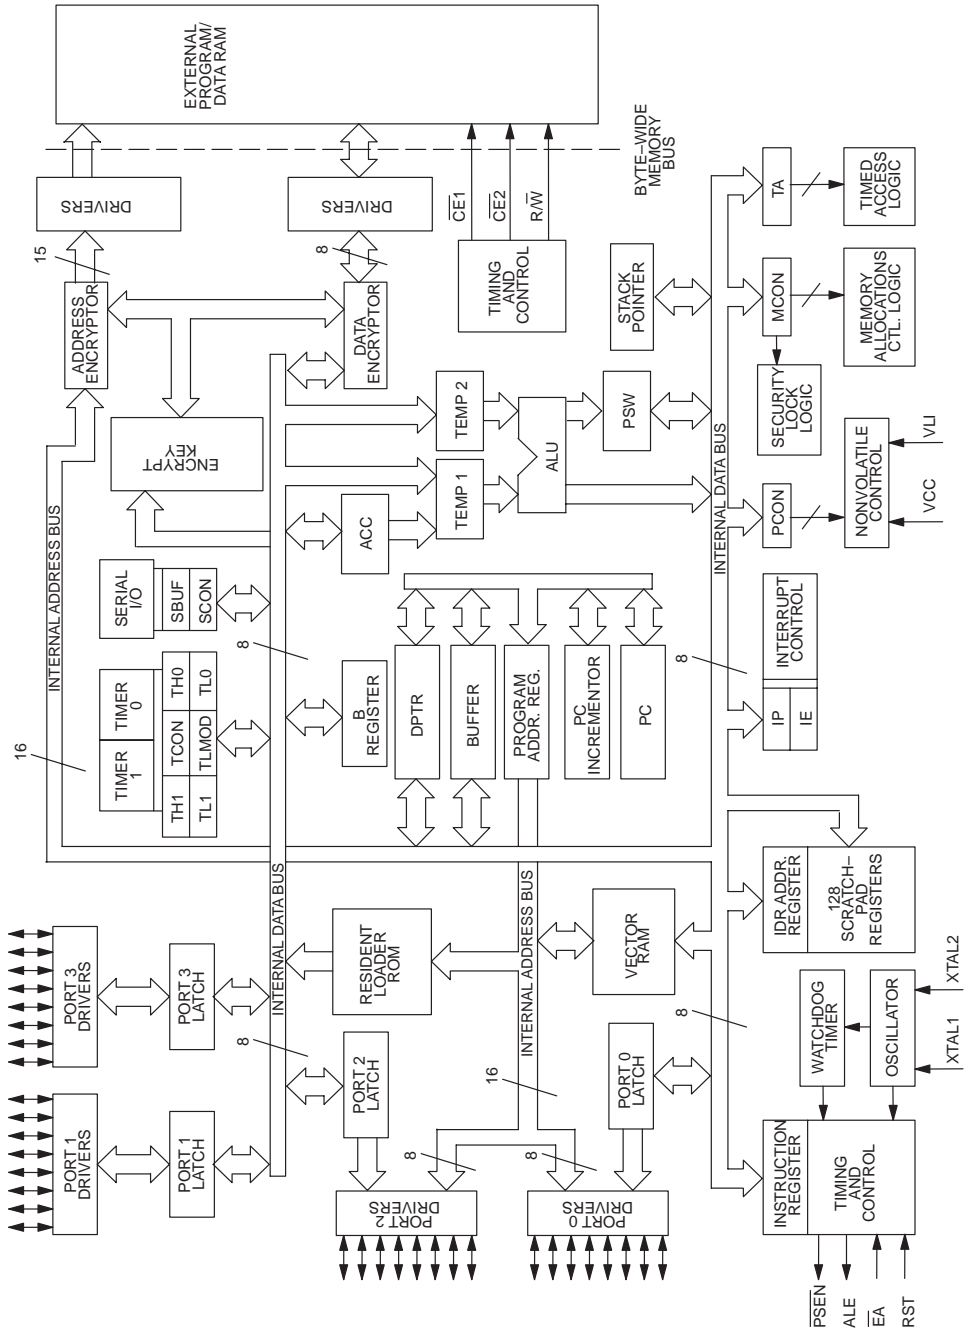 PORT 1
DRIVERS
PORT 3
DRIVERS
PORT 1
LATCH
PORT 3
LATCH
16
TIMER
1
TIMER
0
TH1
TCON
TH0
TL1
TLMOD
TL0
SERIAL
I/O
SBUF
SCON
INTERNAL ADDRESS BUS
ENCRYPT
KEY
ADDRESS
ENCRYPTOR
15
DRIVERS
EXTERNAL
PROGRAM/
DATA RAM
INTERNAL DATA BUS
8
8
8
DATA
ENCRYPTOR
DRIVERS
PORT 2
DRIVERS
PORT 2
LATCH
RESIDENT
LOADER
ROM
B
REGISTER
ACC
DPTR
BUFFER
PROGRAM
ADDR. REG.
PC
INCREMENTOR
PC
TEMP 1
TEMP 2
ALU
PSW
TIMING
AND
CONTROL
CE1
CE2
R/W
BYTE–WIDE
MEMORY
BUS
8
8
16
INTERNAL ADDRESS BUS
PORT 0
DRIVERS
PORT 0
LATCH
VECTOR
RAM
STACK
POINTER
INTERNAL DATA BUS
8
8
INSTRUCTION
REGISTER
TIMING
AND
CONTROL
PSEN
ALE
EA
RST
WATCHDOG
TIMER
OSCILLATOR
XTAL1
XTAL2
IDR ADDR.
REGISTER
128
SCRATCH–
PAD
REGISTERS
IP
IE
INTERRUPT
CONTROL
PCON
NONVOLATILE
CONTROL
VCC
VLI
SECURITY
LOCK
LOGIC
MCON
MEMORY
ALLOCATIONS
CTL. LOGIC
TA
TIMED
ACCESS
LOGIC